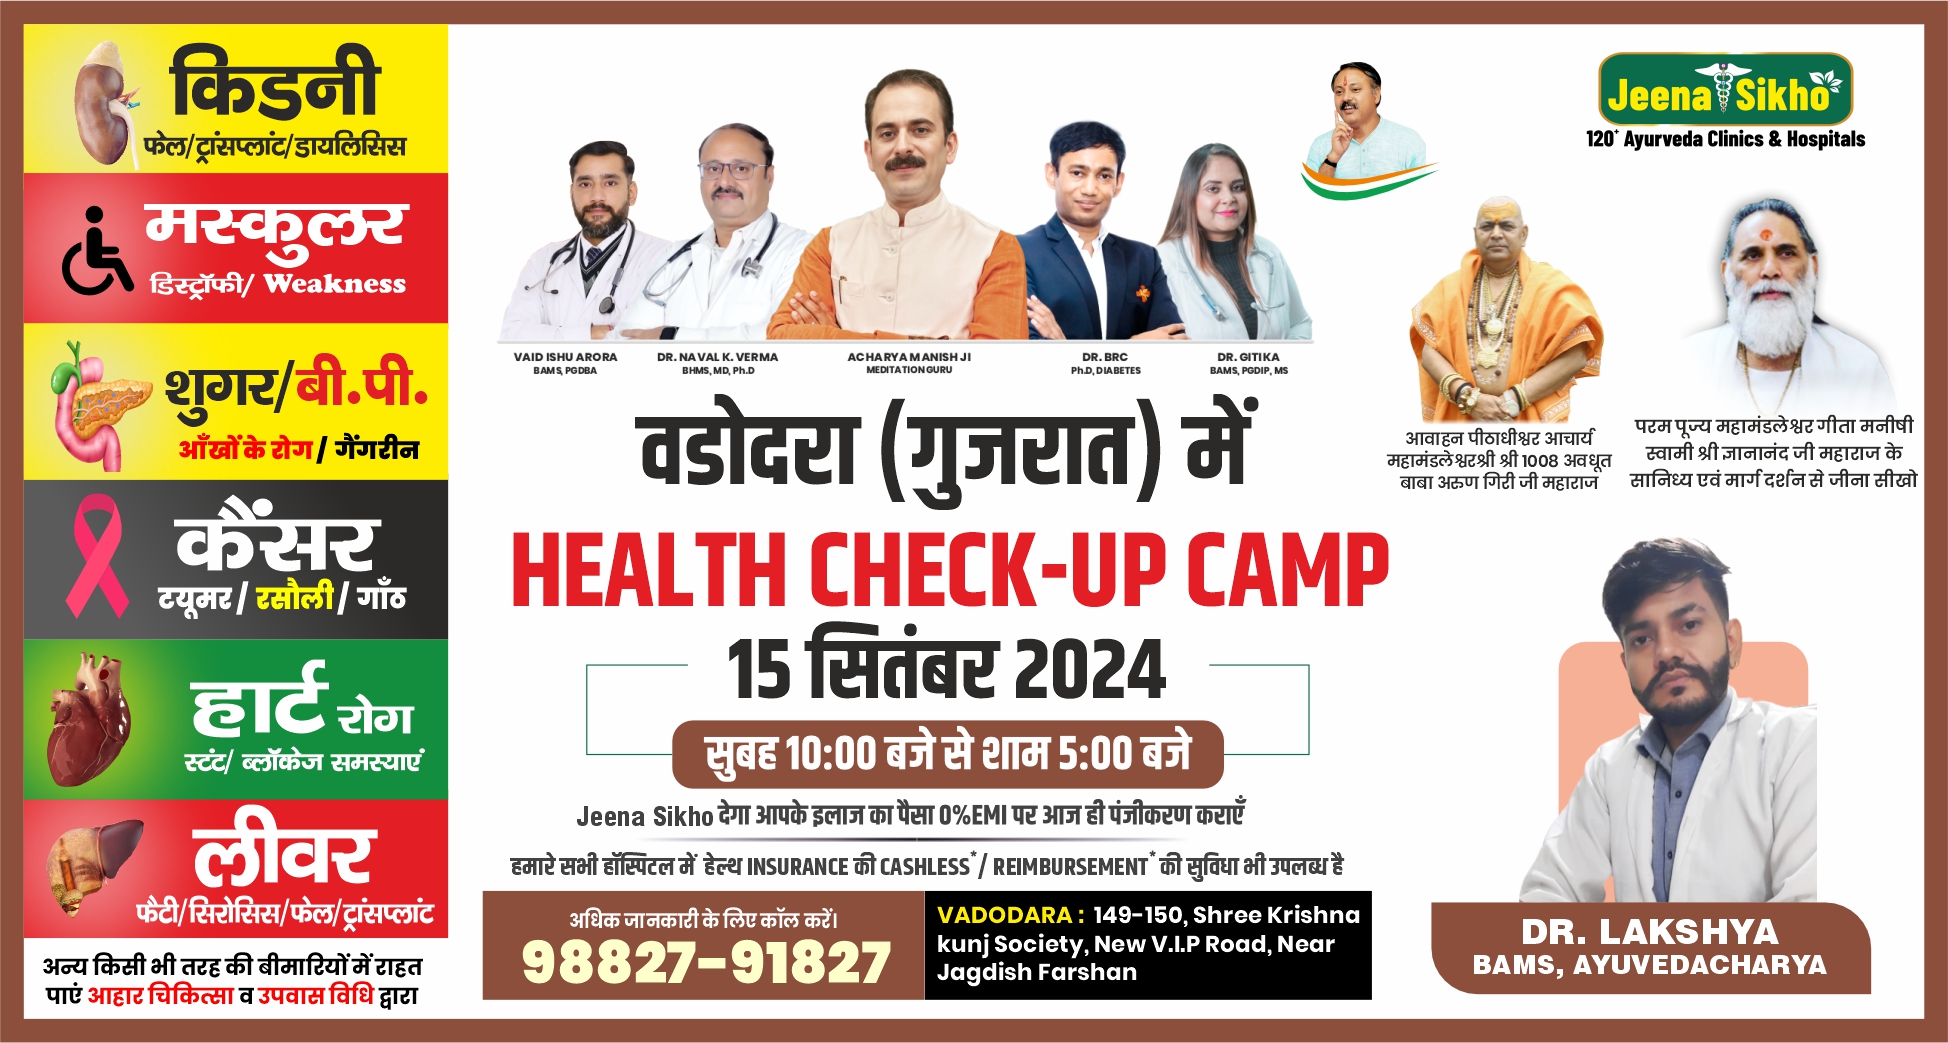 किडनी
फेल/ट्रांसप्लांट/डायलिसिस
मस्कुलर
डिस्ट्रॉफी/ Weakness
शुगर/बी.पी.
आँखों के रोग / गैंगरीन
कैंसर
टयूमर / रसौली / गाँठ
हार्ट रोग
स्टंट/ ब्लॉकेज समस्याएं
लीवर
फैटी/सिरोसिस/फेल/ट्रांसप्लांट
अन्य किसी भी तरह की बीमारियों में राहत
पाएं आहार चिकित्सा व उपवास विधि द्वारा
VAID ISHU ARORA
BAMS, PGDBA
DR. NAVAL K. VERMA
BHMS, MD, Ph.D
ACHARYA MANISH JI
MEDITATION GURU
DR. BRC
Ph.D, DIABETES
DR. GITIKA
BAMS, PGDIP, MS
Jeena Sikho
120+ Ayurveda Clinics & Hospitals
आवाहन पीठाधीश्वर आचार्य
महामंडलेश्वरश्री श्री 1008 अवधूत
बाबा अरुण गिरी जी महाराज
परम पूज्य महामंडलेश्वर गीता मनीषी
स्वामी श्री ज्ञानानंद जी महाराज के
सानिध्य एवं मार्ग दर्शन से जीना सीखो
वडोदरा (गुजरात) में
HEALTH CHECK-UP CAMP
15 सितंबर 2024
सुबह 10:00 बजे से शाम 5:00 बजे
Jeena Sikho देगा आपके इलाज का पैसा 0%EMI पर आज ही पंजीकरण कराएँ
हमारे सभी हॉस्पिटल में हेल्थ INSURANCE की CASHLESS* / REIMBURSEMENT* की सुविधा भी उपलब्ध है
अधिक जानकारी के लिए कॉल करें।
98827-91827
VADODARA : 149-150, Shree Krishna
kunj Society, New V.I.P Road, Near
Jagdish Farshan
DR. LAKSHYA
BAMS, AYUVEDACHARYA